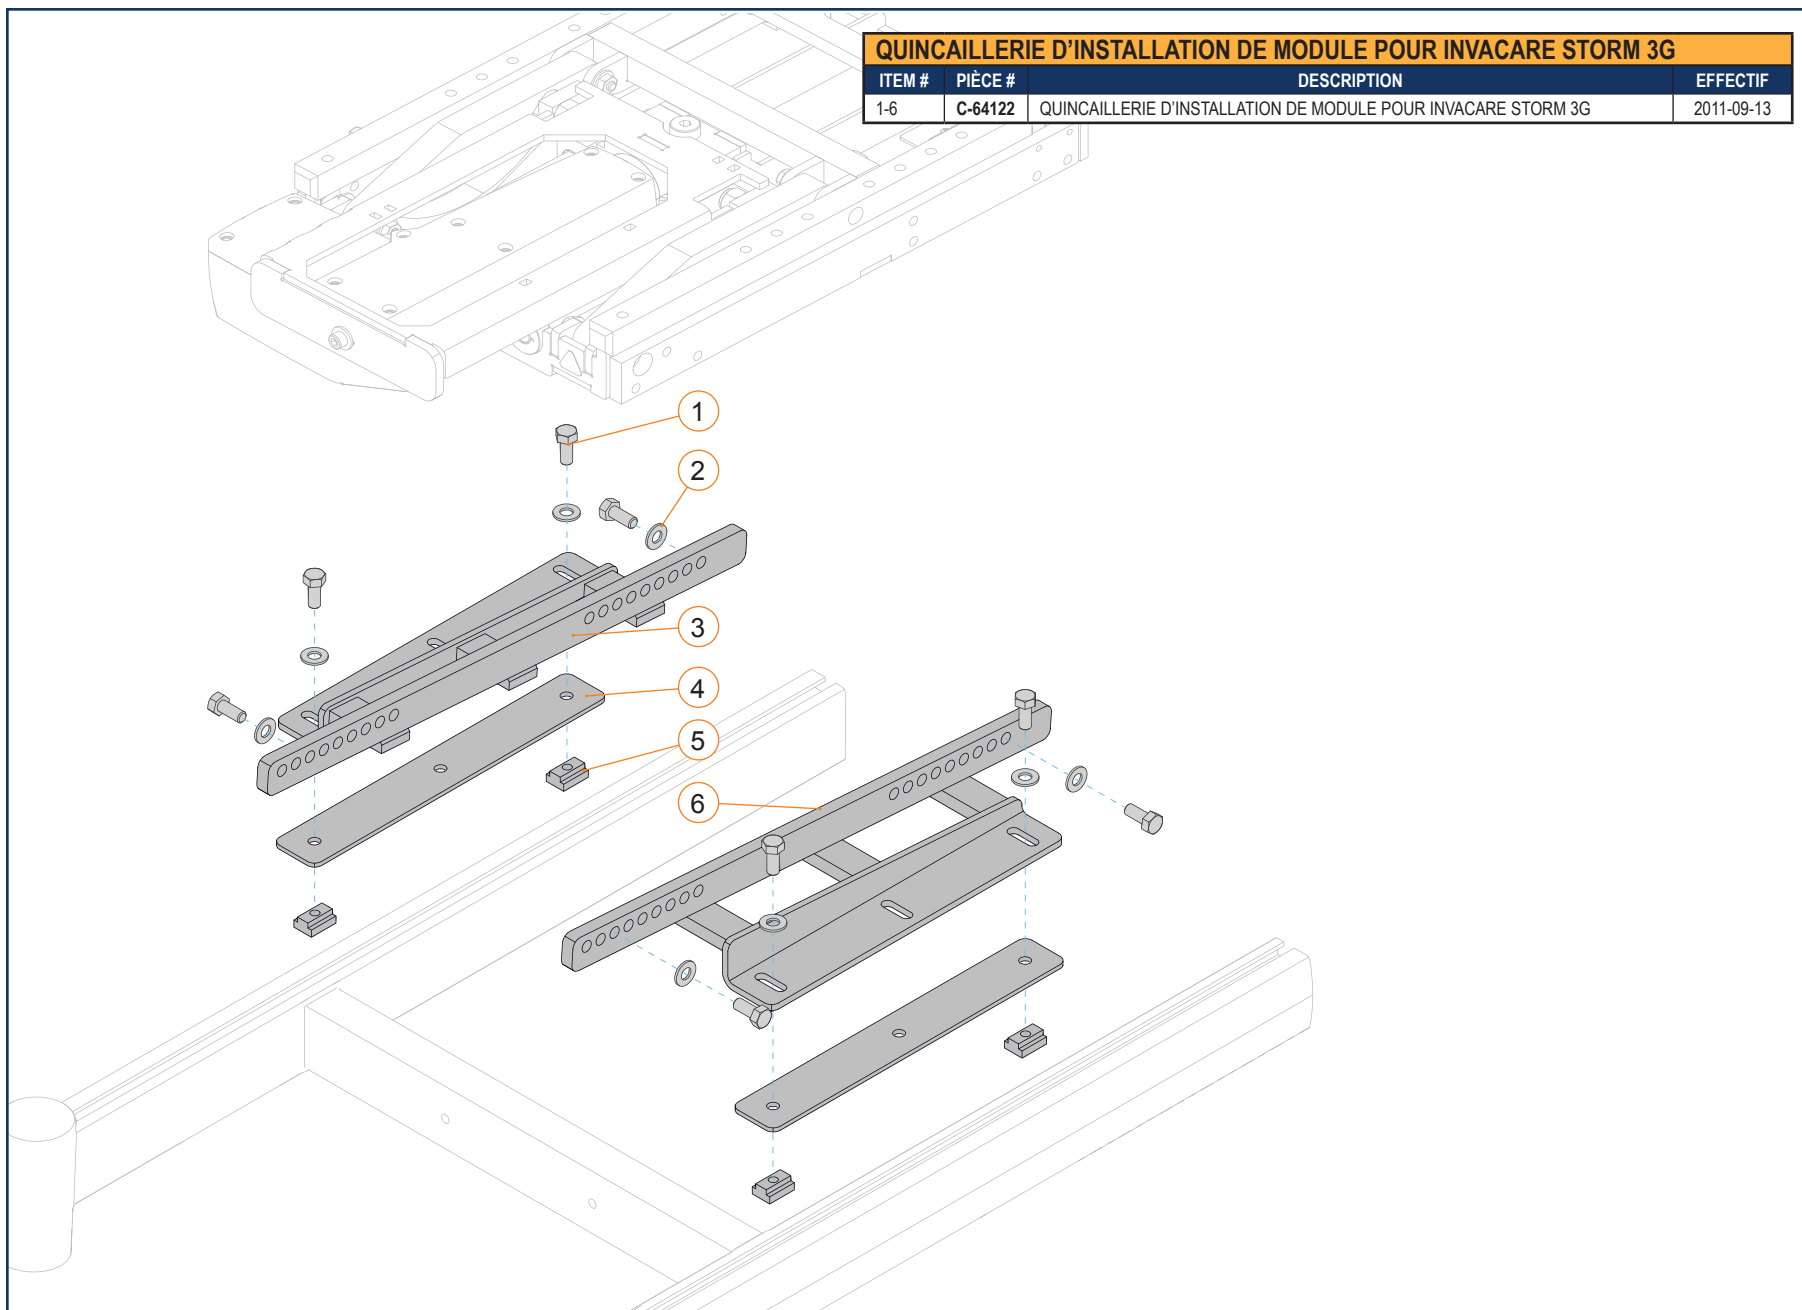 QUINCAILLERIE D'INSTALLATION DE MODULE POUR INVACARE STORM 3G
ITEM # PIÈCE # DESCRIPTION EFFECTIF
1-6 C-64122 QUINCAILLERIE D'INSTALLATION DE MODULE POUR INVACARE STORM 3G 2011-09-13
1
2
3
4
5
6